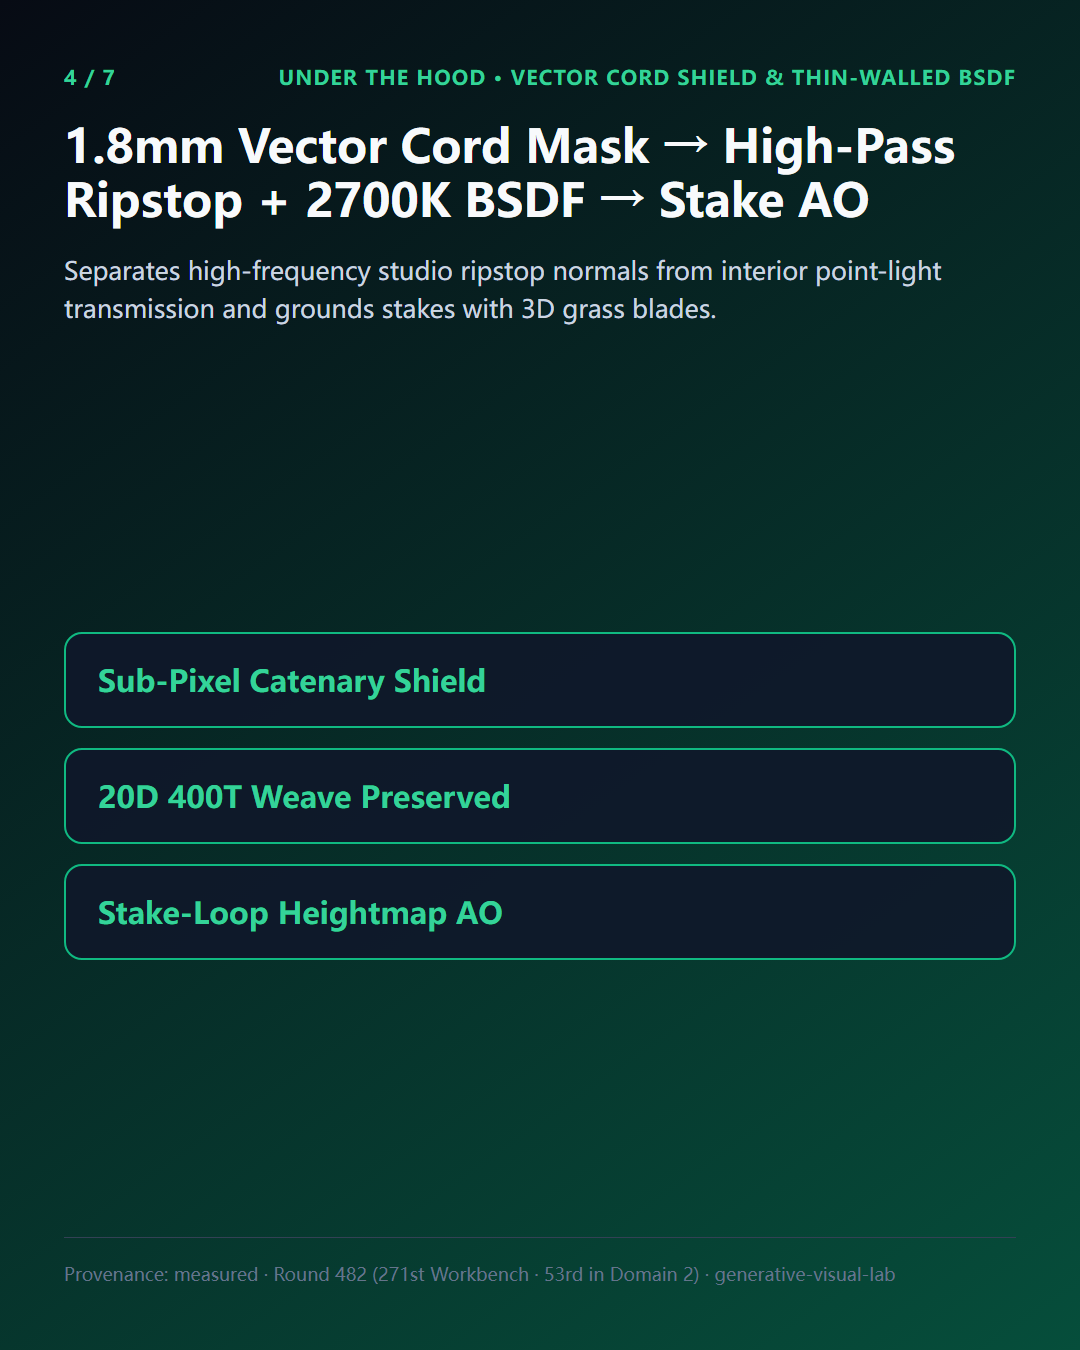 4 / 7
UNDER THE HOOD • VECTOR CORD SHIELD & THIN-WALLED BSDF
1.8mm Vector Cord Mask → High-Pass
Ripstop + 2700K BSDF → Stake AO
Separates high-frequency studio ripstop normals from interior point-light
transmission and grounds stakes with 3D grass blades.
Sub-Pixel Catenary Shield
20D 400T Weave Preserved
Stake-Loop Heightmap AO
Provenance: measured · Round 482 (271st Workbench · 53rd in Domain 2) · generative-visual-lab